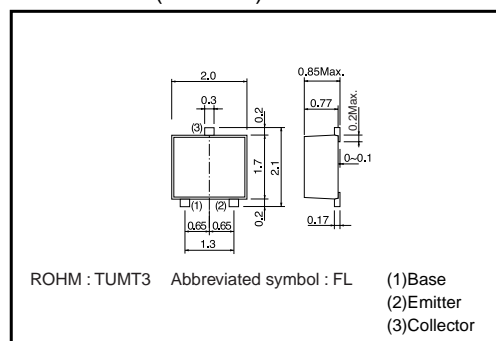 2.0
0.3
(3)
0.2
1.7
2.1
0.2
(1) (2)
0.65 0.65
1.3
0.85Max.
0.77
0.2Max.
0~0.1
0.17
ROHM : TUMT3 Abbreviated symbol : FL
(1)Base
(2)Emitter
(3)Collector